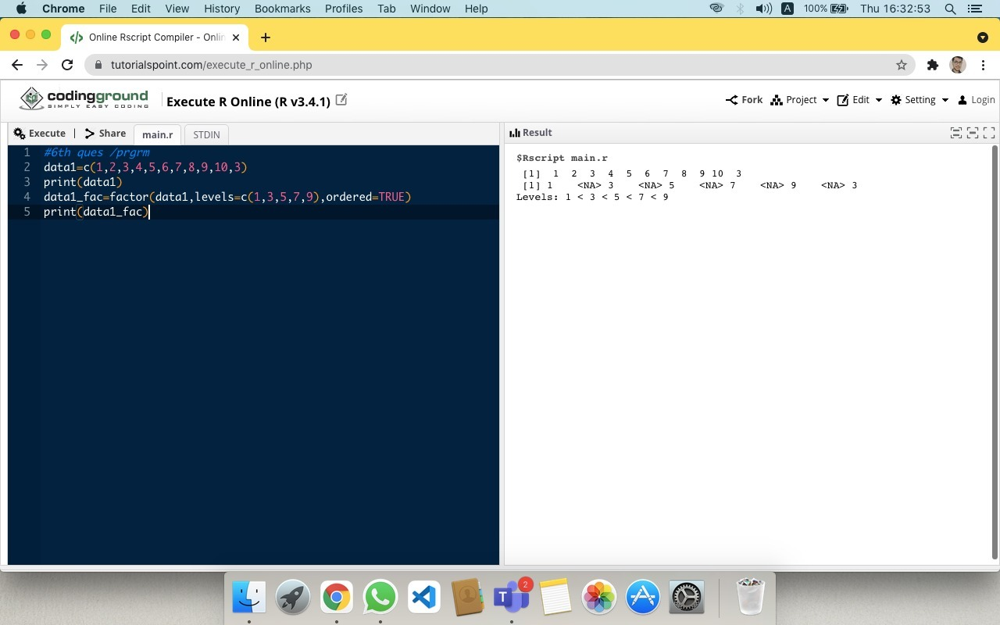 Chrome File Edit View History Bookmarks Profiles Tab Window Help A 100% Thu 16:32:53
Online Rscript Compiler - Onlin
tutorialspoint.com/execute_r_online.php
codingground
SIMPLY EASY CODING
Execute R Online (R v3.4.1)
Fork Project Edit Setting Login
Execute | Share main.r STDIN
Result
1 #6th ques /prgrm
2 data1=c(1,2,3,4,5,6,7,8,9,10,3)
3 print(data1)
4 data1_fac=factor(data1,levels=c(1,3,5,7,9),ordered=TRUE)
5 print(data1_fac)
$Rscript main.r
[1] 1 2 3 4 5 6 7 8 9 10 3
[1] 1 <NA> 3 <NA> 5 <NA> 7 <NA> 9 <NA> 3
Levels: 1 < 3 < 5 < 7 < 9
T 2